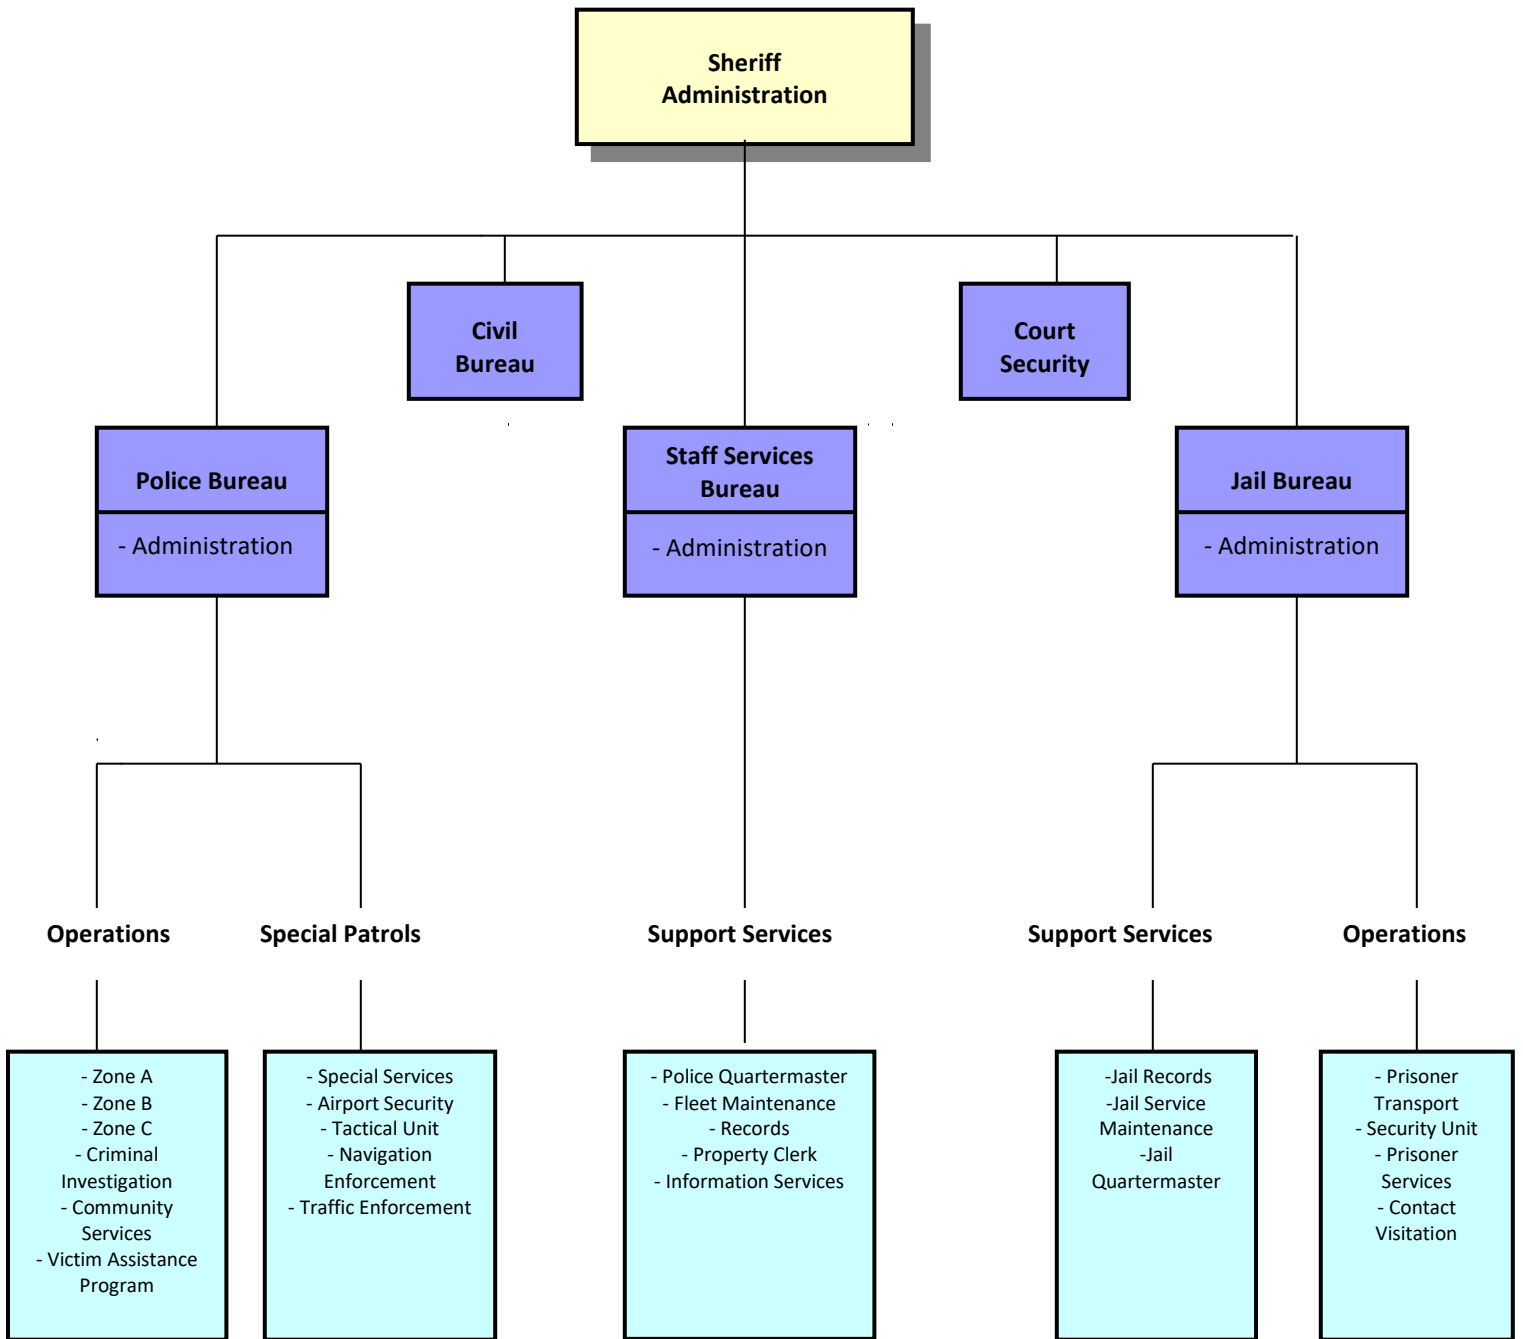 Sheriff
Administration
Civil
Bureau
Court
Security
Police Bureau
- Administration
Staff Services
Bureau
- Administration
Jail Bureau
- Administration
Operations
Special Patrols
Support Services
Support Services
Operations
- Zone A
- Zone B
- Zone C
- Criminal
Investigation
- Community
Services
- Victim Assistance
Program
- Special Services
- Airport Security
- Tactical Unit
- Navigation
Enforcement
- Traffic Enforcement
- Police Quartermaster
- Fleet Maintenance
- Records
- Property Clerk
- Information Services
-Jail Records
-Jail Service
Maintenance
-Jail
Quartermaster
- Prisoner
Transport
- Security Unit
- Prisoner
Services
- Contact
Visitation